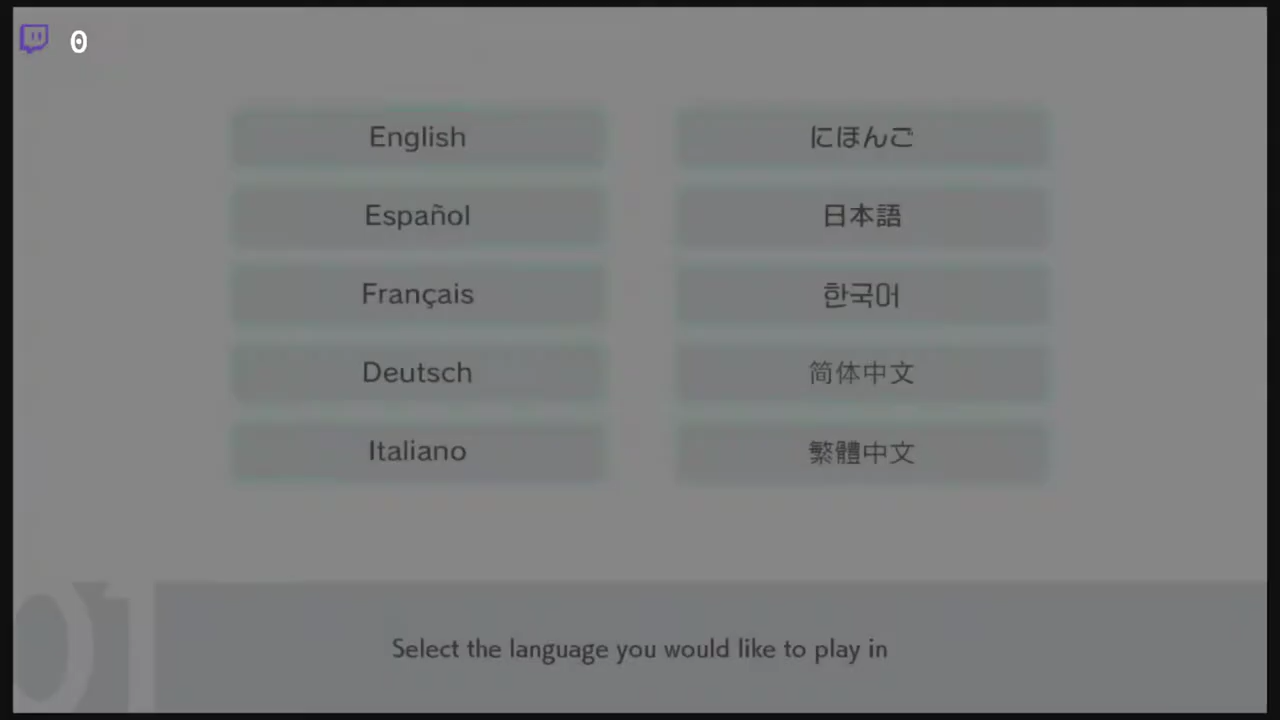 0
English
Español
Français
Deutsch
Italiano
にほんご
日本語
한국어
简体中文
繁體中文
01
Select the language you would like to play in